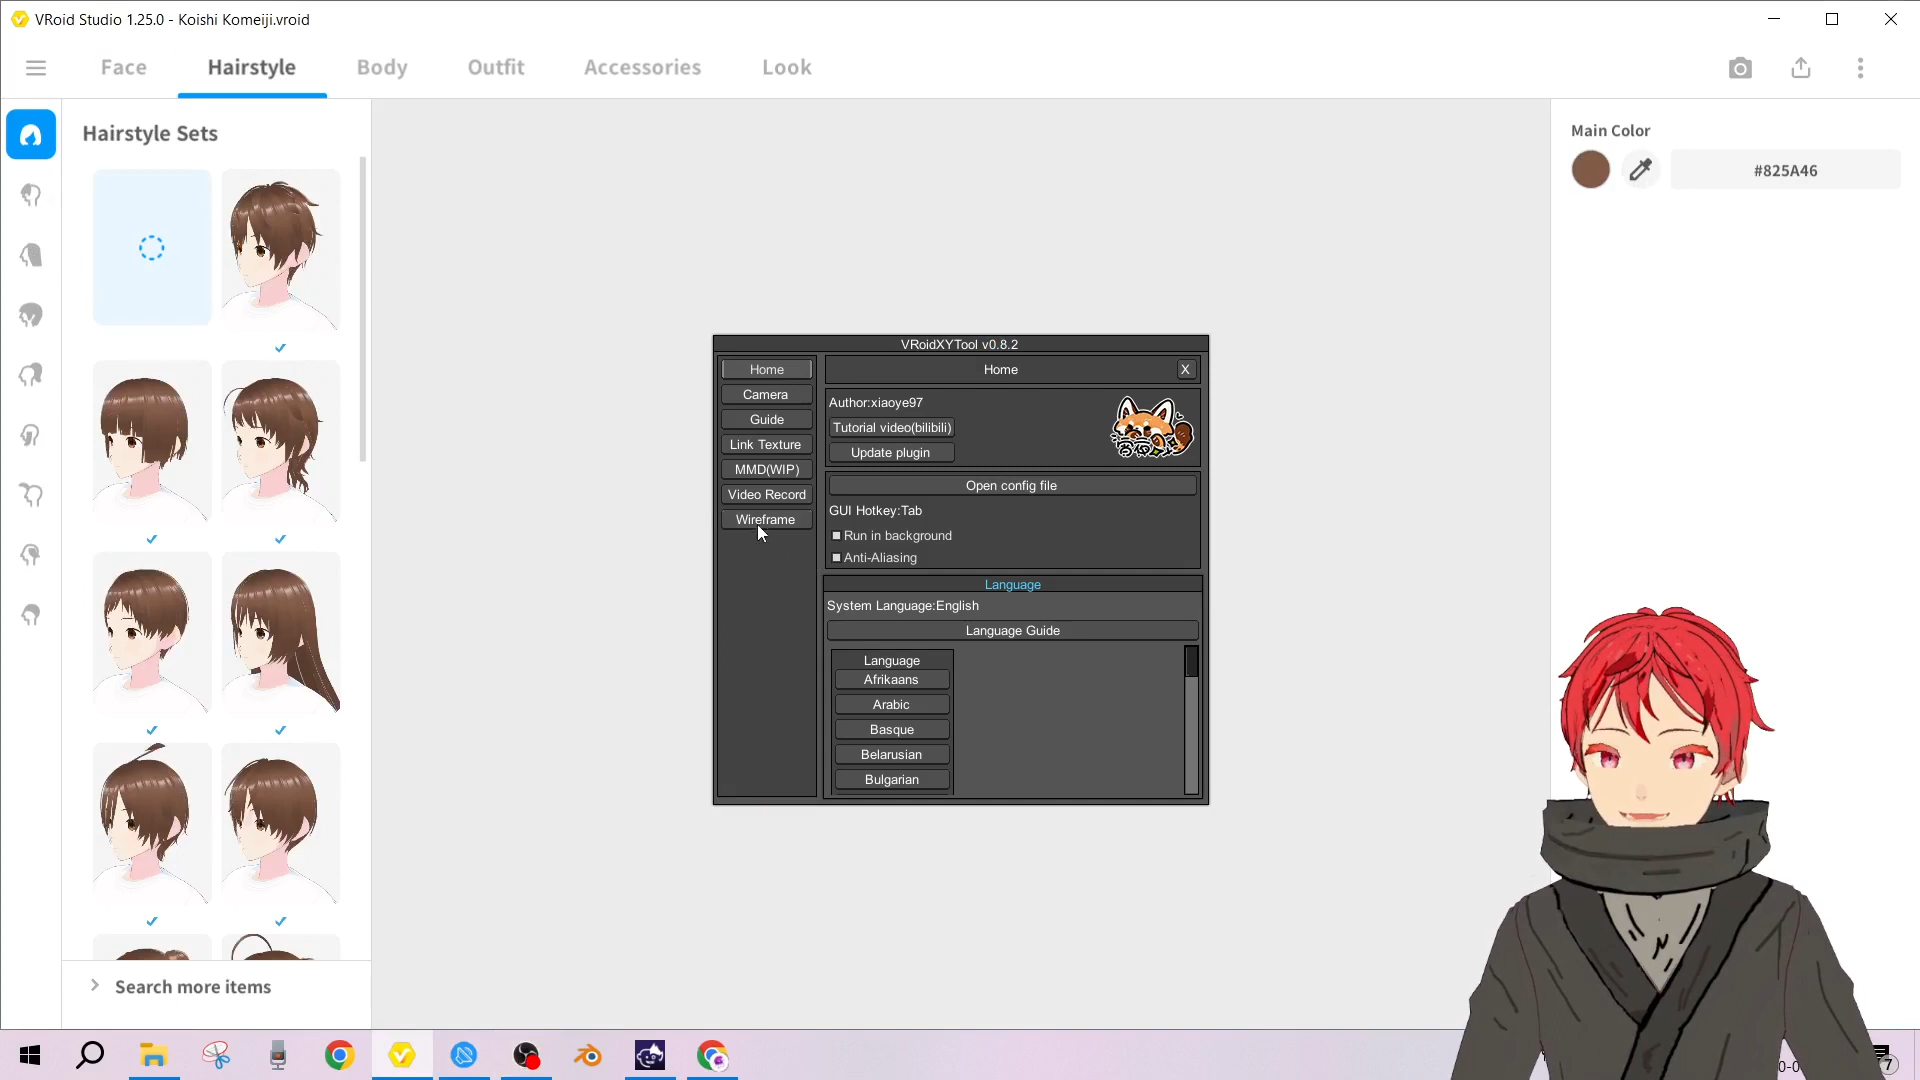 VRoid Studio 1.25.0 - Koishi Komeiji.vroid
Face
Hairstyle
Body
Outfit
Accessories
Look
Hairstyle Sets
Search more items
VRoidXYTool v0.8.2
Home
Camera
Guide
Link Texture
MMD(WIP)
Video Record
Wireframe
Home
X
Author:xiaoye97
Tutorial video(bilibili)
Update plugin
Open config file
GUI Hotkey:Tab
Run in background
Anti-Aliasing
Language
System Language:English
Language Guide
Language
Afrikaans
Arabic
Basque
Belarusian
Bulgarian
Main Color
#825A46
7